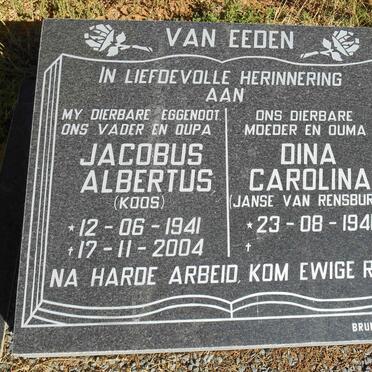 VAN EEDEN
IN LIEFDEVOLLE HERINNERING
AAN
MY DIERBARE EGGENOOT
ONS VADER EN OUPA
JACOBUS
ALBERTUS
(KOOS)
* 12-06-1941
† 17-11-2004
ONS DIERBARE
MOEDER EN OUMA
DINA
CAROLINA
(JANSE VAN RENSBUR
* 23-08-194
†
NA HARDE ARBEID, KOM EWIGE R
BRU